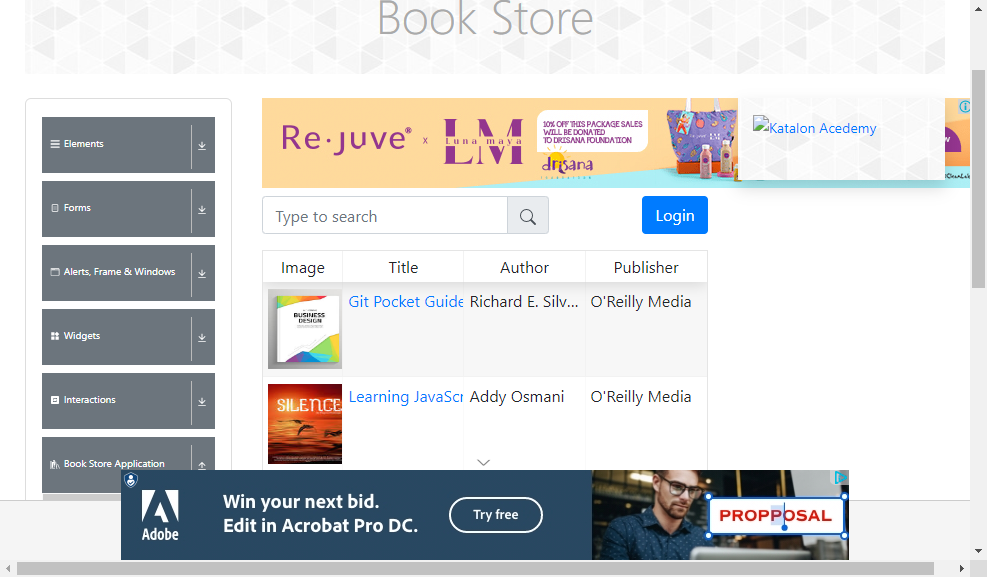 Book Store
Elements
Forms
Alerts, Frame & Windows
Widgets
Interactions
Book Store Application
Re·juve® x LM
Luna maya
10% OFF THIS PACKAGE SALES
WILL BE DONATED
TO DRISANA FOUNDATION
drisana
Katalon Acedemy
Type to search
Login
Image Title Author Publisher
BUSINESS
DESIGN
Git Pocket Guide Richard E. Silv... O'Reilly Media
SILENCE
Learning JavaScr Addy Osmani O'Reilly Media
Adobe
Win your next bid.
Edit in Acrobat Pro DC.
Try free
PROPPOSAL